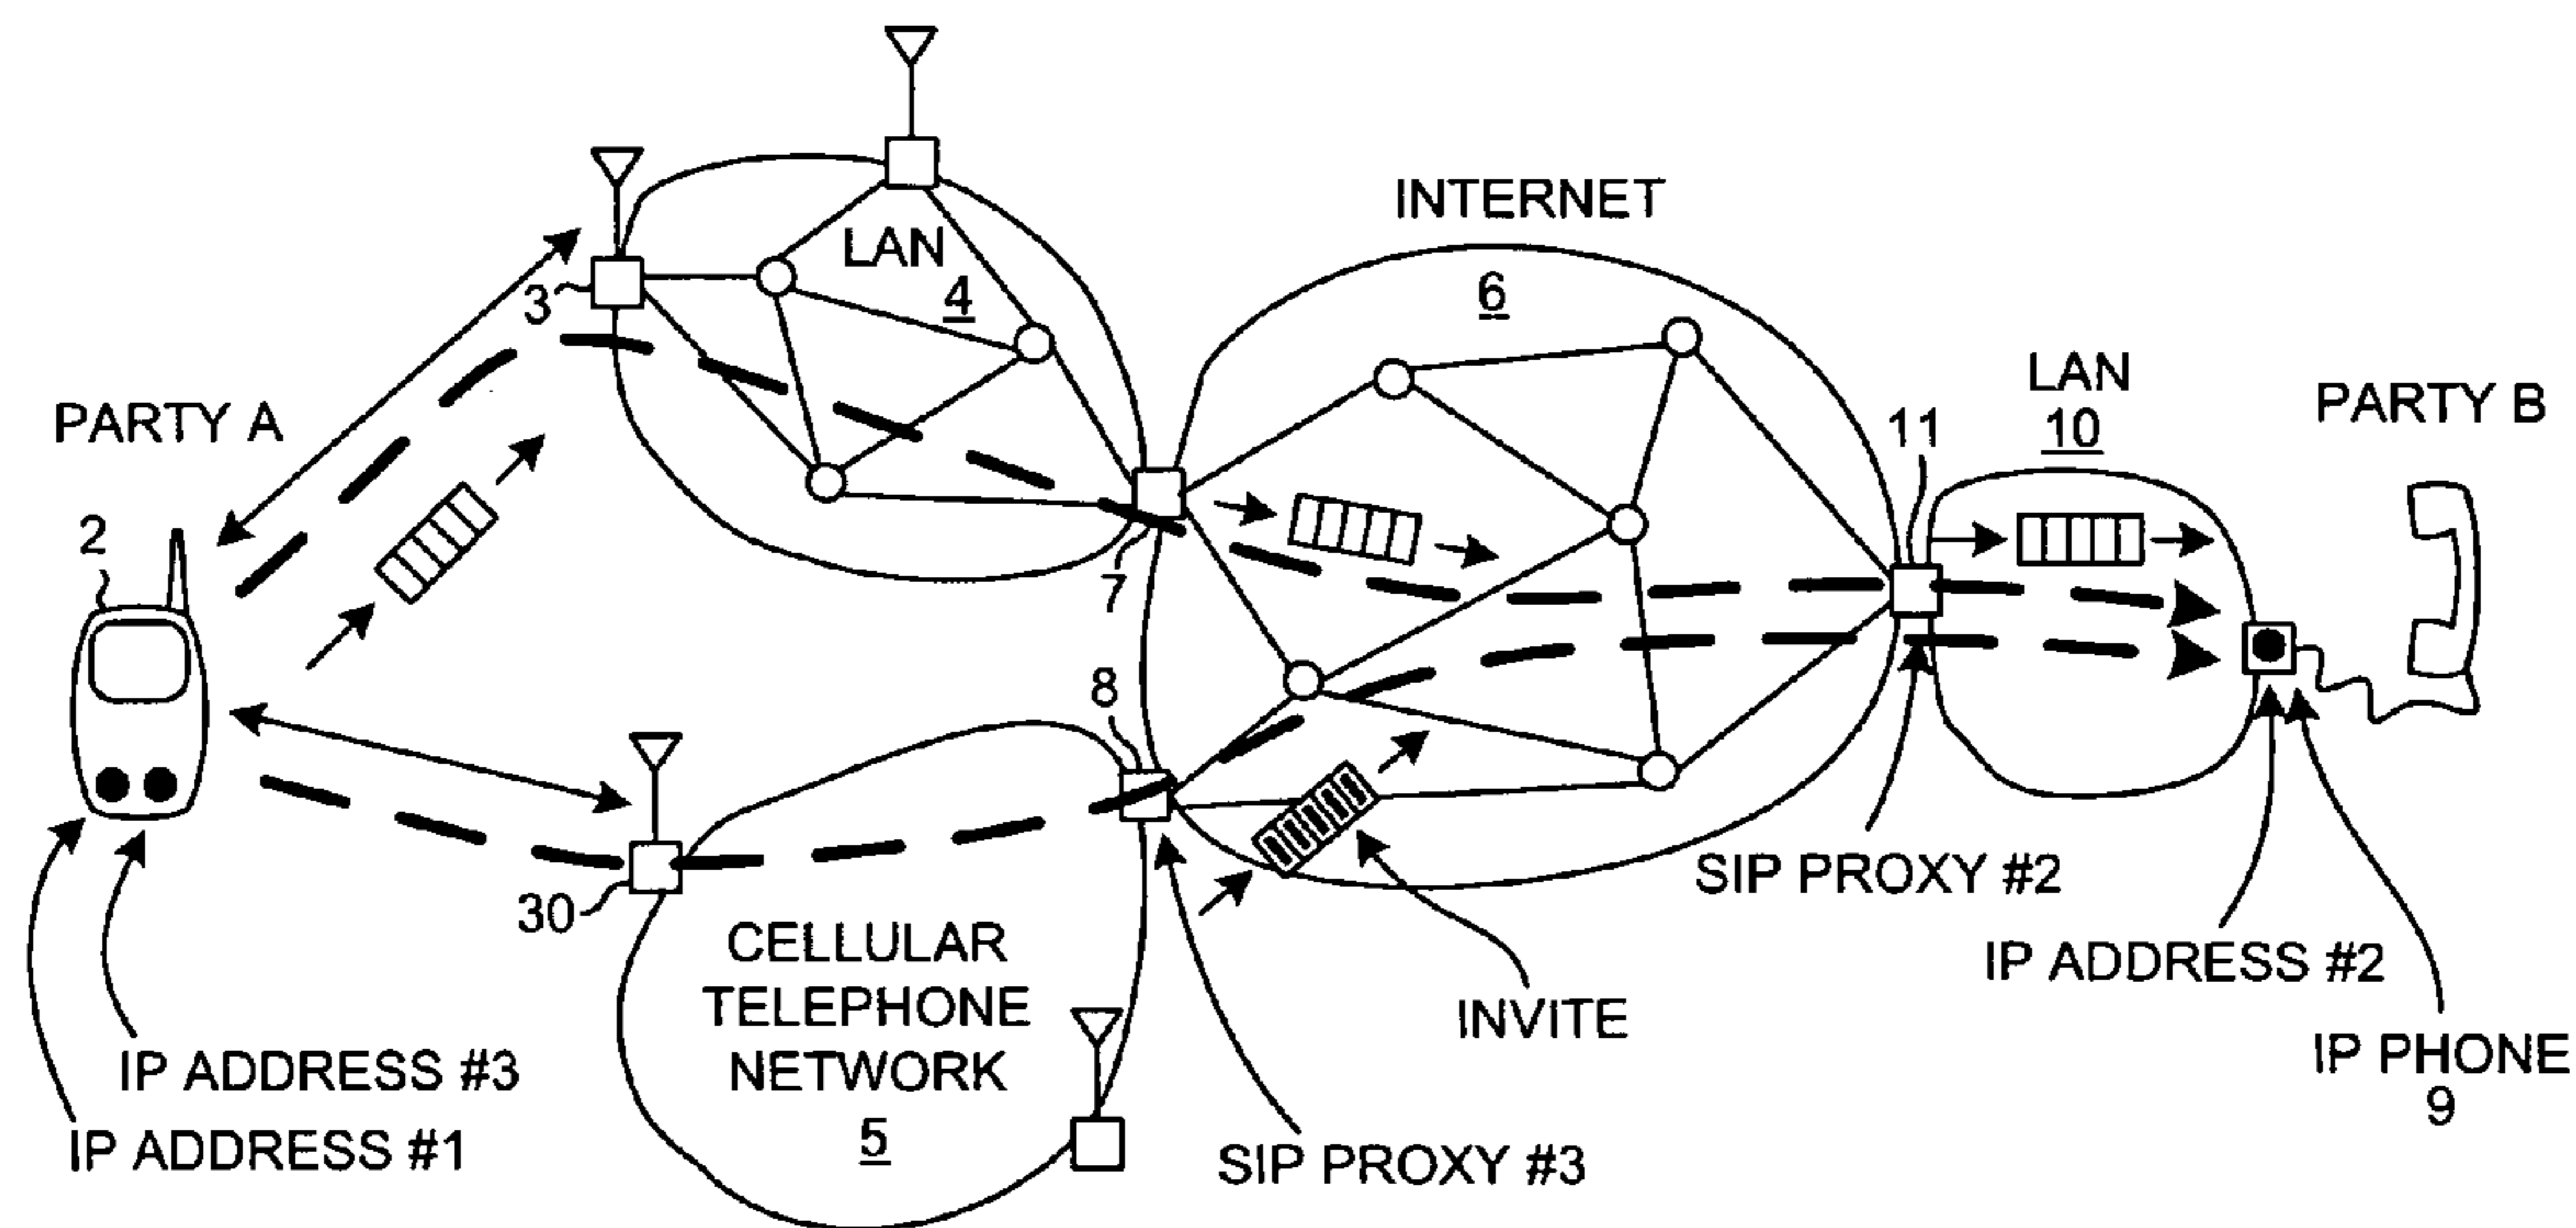 INTERNET
LAN
4
3
6
LAN
10
PARTY A
PARTY B
11
2
7
8
30
SIP PROXY #2
CELLULAR
TELEPHONE
NETWORK
5
IP ADDRESS #2
INVITE
IP PHONE
9
IP ADDRESS #3
IP ADDRESS #1
SIP PROXY #3